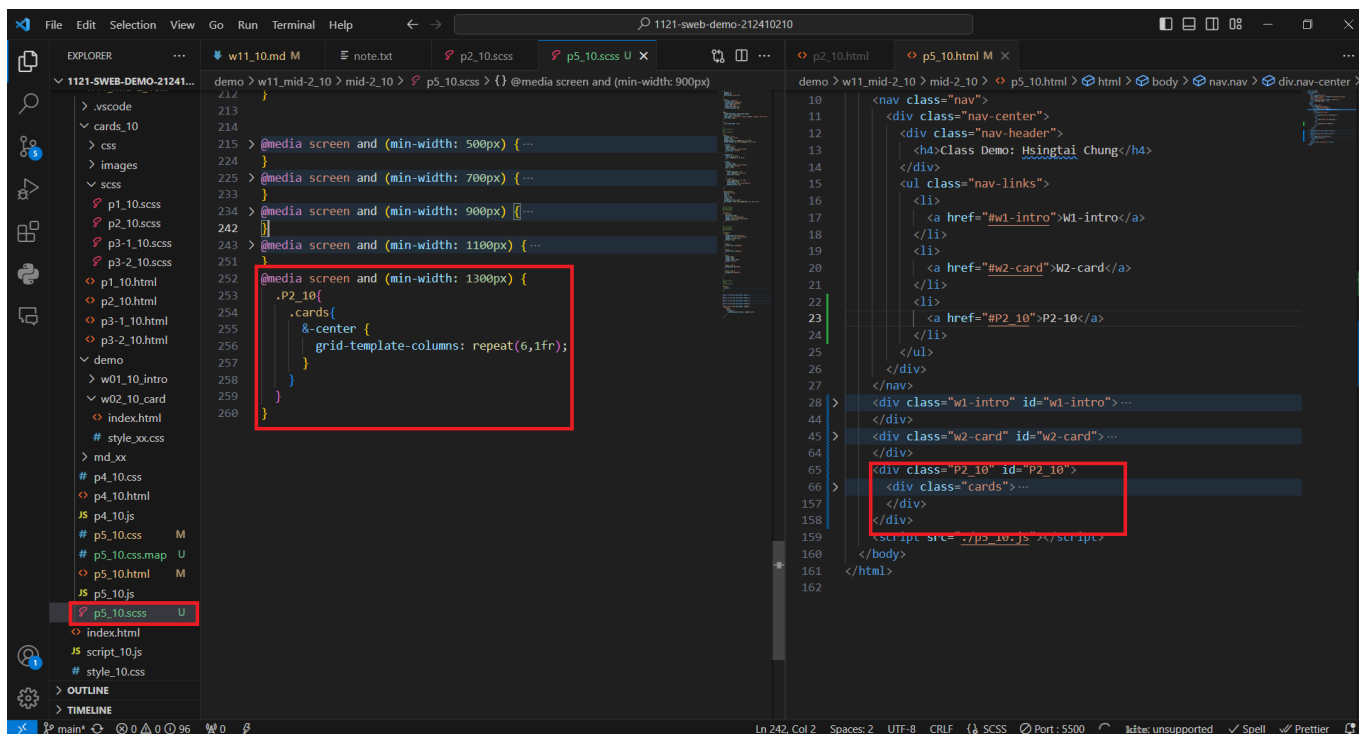 File Edit Selection View Go Run Terminal Help
1121-sweb-demo-212410210
EXPLORER
1121-SWEB-DEMO-21241...
.vscode
cards_10
css
images
scss
p1_10.scss
p2_10.scss
p3-1_10.scss
p3-2_10.scss
p1_10.html
p2_10.html
p3-1_10.html
p3-2_10.html
demo
w01_10_intro
w02_10_card
index.html
style_xx.css
md_xx
p4_10.css
p4_10.html
p4_10.js
p5_10.css M
p5_10.css.map U
p5_10.html M
p5_10.js
p5_10.scss U
index.html
script_10.js
style_10.css
OUTLINE
TIMELINE
w11_10.md M note.txt p2_10.scss p5_10.scss U
demo > w11_mid-2_10 > mid-2_10 > p5_10.scss > {} @media screen and (min-width: 900px)
212 }
213
214
215 > @media screen and (min-width: 500px) { ...
224 }
225 > @media screen and (min-width: 700px) { ...
233 }
234 > @media screen and (min-width: 900px) { ...
242 }
243 > @media screen and (min-width: 1100px) { ...
251 }
252 @media screen and (min-width: 1300px) {
253 .P2_10{
254 .cards{
255 &-center {
256 grid-template-columns: repeat(6,1fr);
257 }
258 }
259 }
260 }
p2_10.html p5_10.html M
demo > w11_mid-2_10 > mid-2_10 > p5_10.html > html > body > nav.nav > div.nav-center >
10 <nav class="nav">
11 <div class="nav-center">
12 <div class="nav-header">
13 <h4>Class Demo: Hsingtai Chung</h4>
14 </div>
15 <ul class="nav-links">
16 <li>
17 <a href="#w1-intro">W1-intro</a>
18 </li>
19 <li>
20 <a href="#w2-card">W2-card</a>
21 </li>
22 <li>
23 <a href="#P2_10">P2-10</a>
24 </li>
25 </ul>
26 </div>
27 </nav>
28 > <div class="w1-intro" id="w1-intro"> ...
44 </div>
45 > <div class="w2-card" id="w2-card"> ...
64 </div>
65 <div class="P2_10" id="P2_10">
66 > <div class="cards"> ...
157 </div>
158 </div>
159 <script src="./p5_10.js"></script>
160 </body>
161 </html>
162
main* 0 0 96 0 Ln 242, Col 2 Spaces: 2 UTF-8 CRLF SCSS Port : 5500 kite: unsupported Spell Prettier